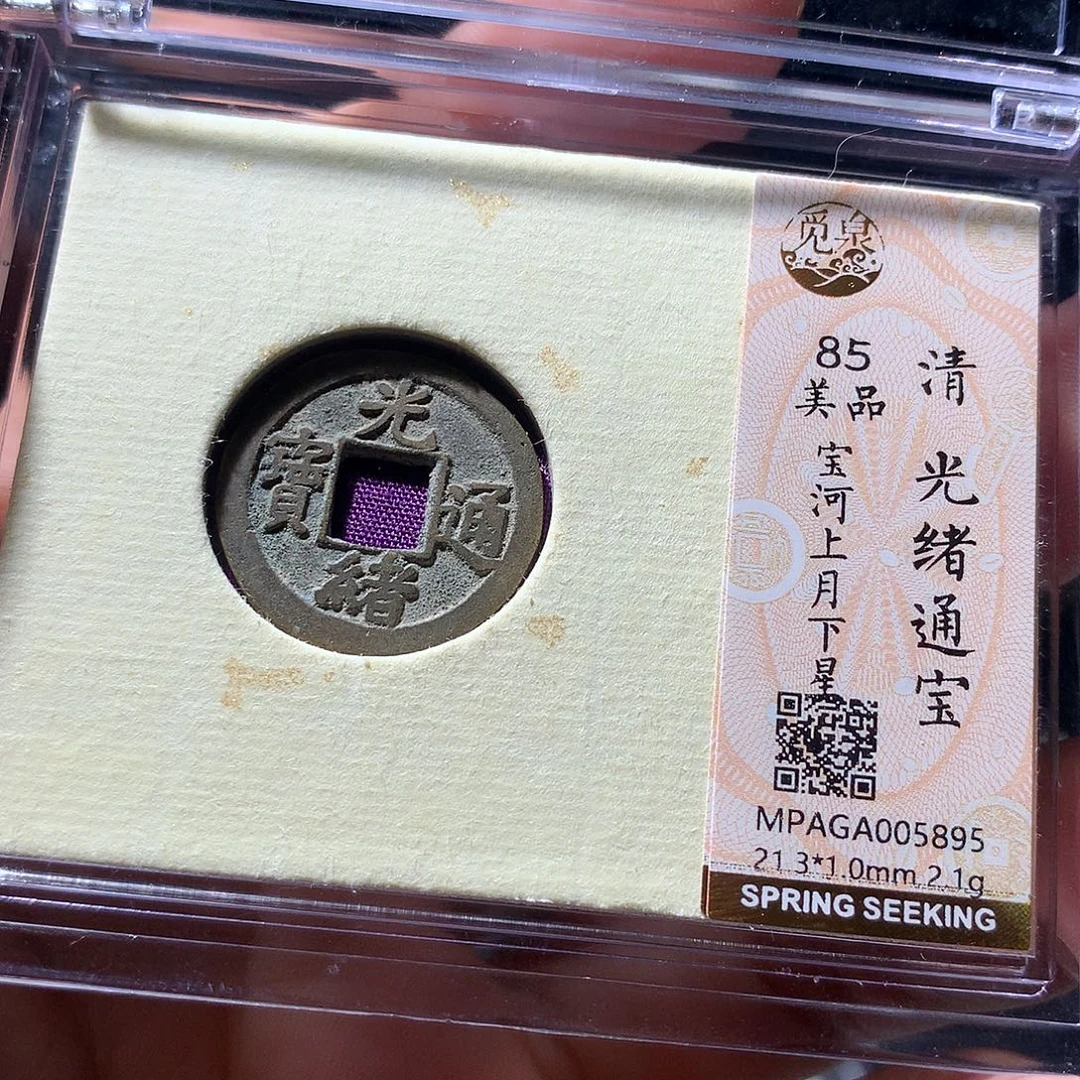 光
緒
通
寶
觅泉
清 光绪通宝
85
美品
宝河上月下星
MPAGA005895
21.3*1.0mm 2.1g
SPRING SEEKING